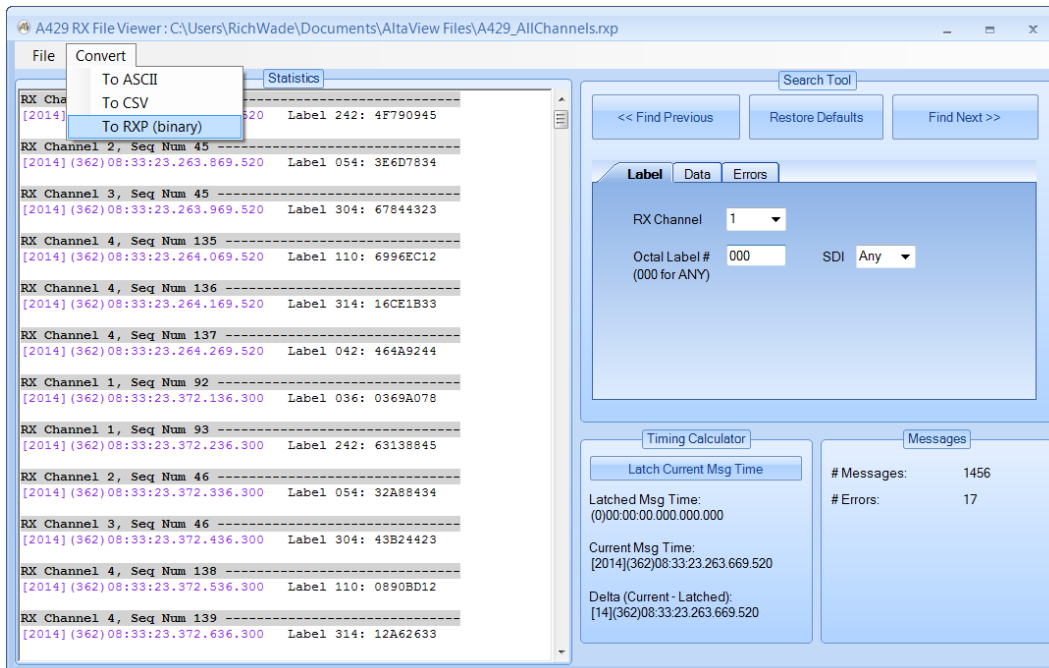 A429 RX File Viewer : C:\Users\RichWade\Documents\AltaView Files\A429_AllChannels.rxp
File Convert
To ASCII
To CSV
To RXP (binary)
Statistics
RX Cha --------------------------
[2014] 520 Label 242: 4F790945
RX Channel 2, Seq Num 45 -------------------------------
[2014](362)08:33:23.263.869.520 Label 054: 3E6D7834
RX Channel 3, Seq Num 45 -------------------------------
[2014](362)08:33:23.263.969.520 Label 304: 67844323
RX Channel 4, Seq Num 135 ------------------------------
[2014](362)08:33:23.264.069.520 Label 110: 6996EC12
RX Channel 4, Seq Num 136 ------------------------------
[2014](362)08:33:23.264.169.520 Label 314: 16CE1B33
RX Channel 4, Seq Num 137 ------------------------------
[2014](362)08:33:23.264.269.520 Label 042: 464A9244
RX Channel 1, Seq Num 92 -------------------------------
[2014](362)08:33:23.372.136.300 Label 036: 0369A078
RX Channel 1, Seq Num 93 -------------------------------
[2014](362)08:33:23.372.236.300 Label 242: 63138845
RX Channel 2, Seq Num 46 -------------------------------
[2014](362)08:33:23.372.336.300 Label 054: 32A88434
RX Channel 3, Seq Num 46 -------------------------------
[2014](362)08:33:23.372.436.300 Label 304: 43B24423
RX Channel 4, Seq Num 138 ------------------------------
[2014](362)08:33:23.372.536.300 Label 110: 0890BD12
RX Channel 4, Seq Num 139 ------------------------------
[2014](362)08:33:23.372.636.300 Label 314: 12A62633
Search Tool
<< Find Previous Restore Defaults Find Next >>
Label Data Errors
RX Channel 1
Octal Label # 000 SDI Any
(000 for ANY)
Timing Calculator
Latch Current Msg Time
Latched Msg Time:
(0)00:00:00.000.000.000
Current Msg Time:
[2014](362)08:33:23.263.669.520
Delta (Current - Latched):
[14](362)08:33:23.263.669.520
Messages
# Messages: 1456
# Errors: 17